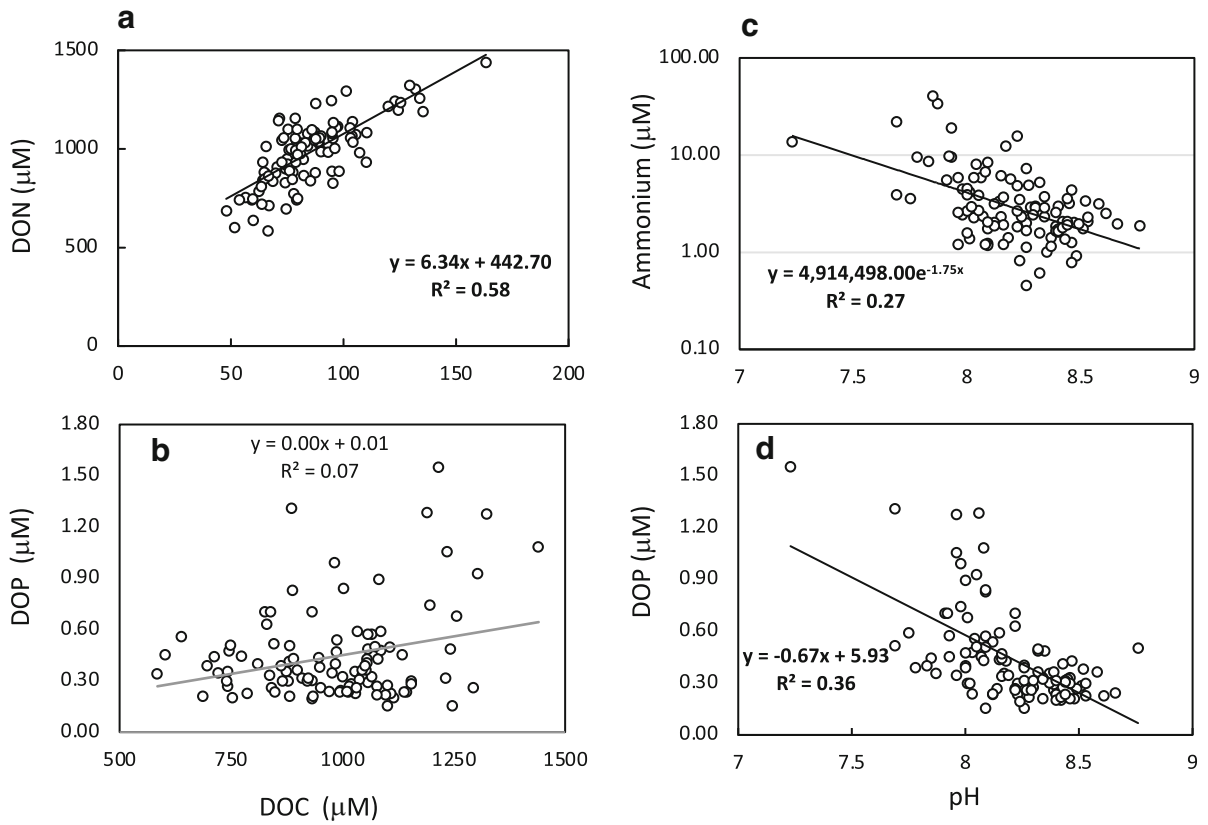 a
1500
1000
500
0
DON (μM)
y = 6.34x + 442.70
R² = 0.58
0 50 100 150 200
b
1.80
1.50
1.20
0.90
0.60
0.30
0.00
DOP (μM)
y = 0.00x + 0.01
R² = 0.07
500 750 1000 1250 1500
DOC (μM)
c
100.00
10.00
1.00
0.10
Ammonium (μM)
y = 4,914,498.00e⁻¹·⁷⁵ˣ
R² = 0.27
7 7.5 8 8.5 9
d
1.80
1.50
1.20
0.90
0.60
0.30
0.00
DOP (μM)
y = -0.67x + 5.93
R² = 0.36
7 7.5 8 8.5 9
pH